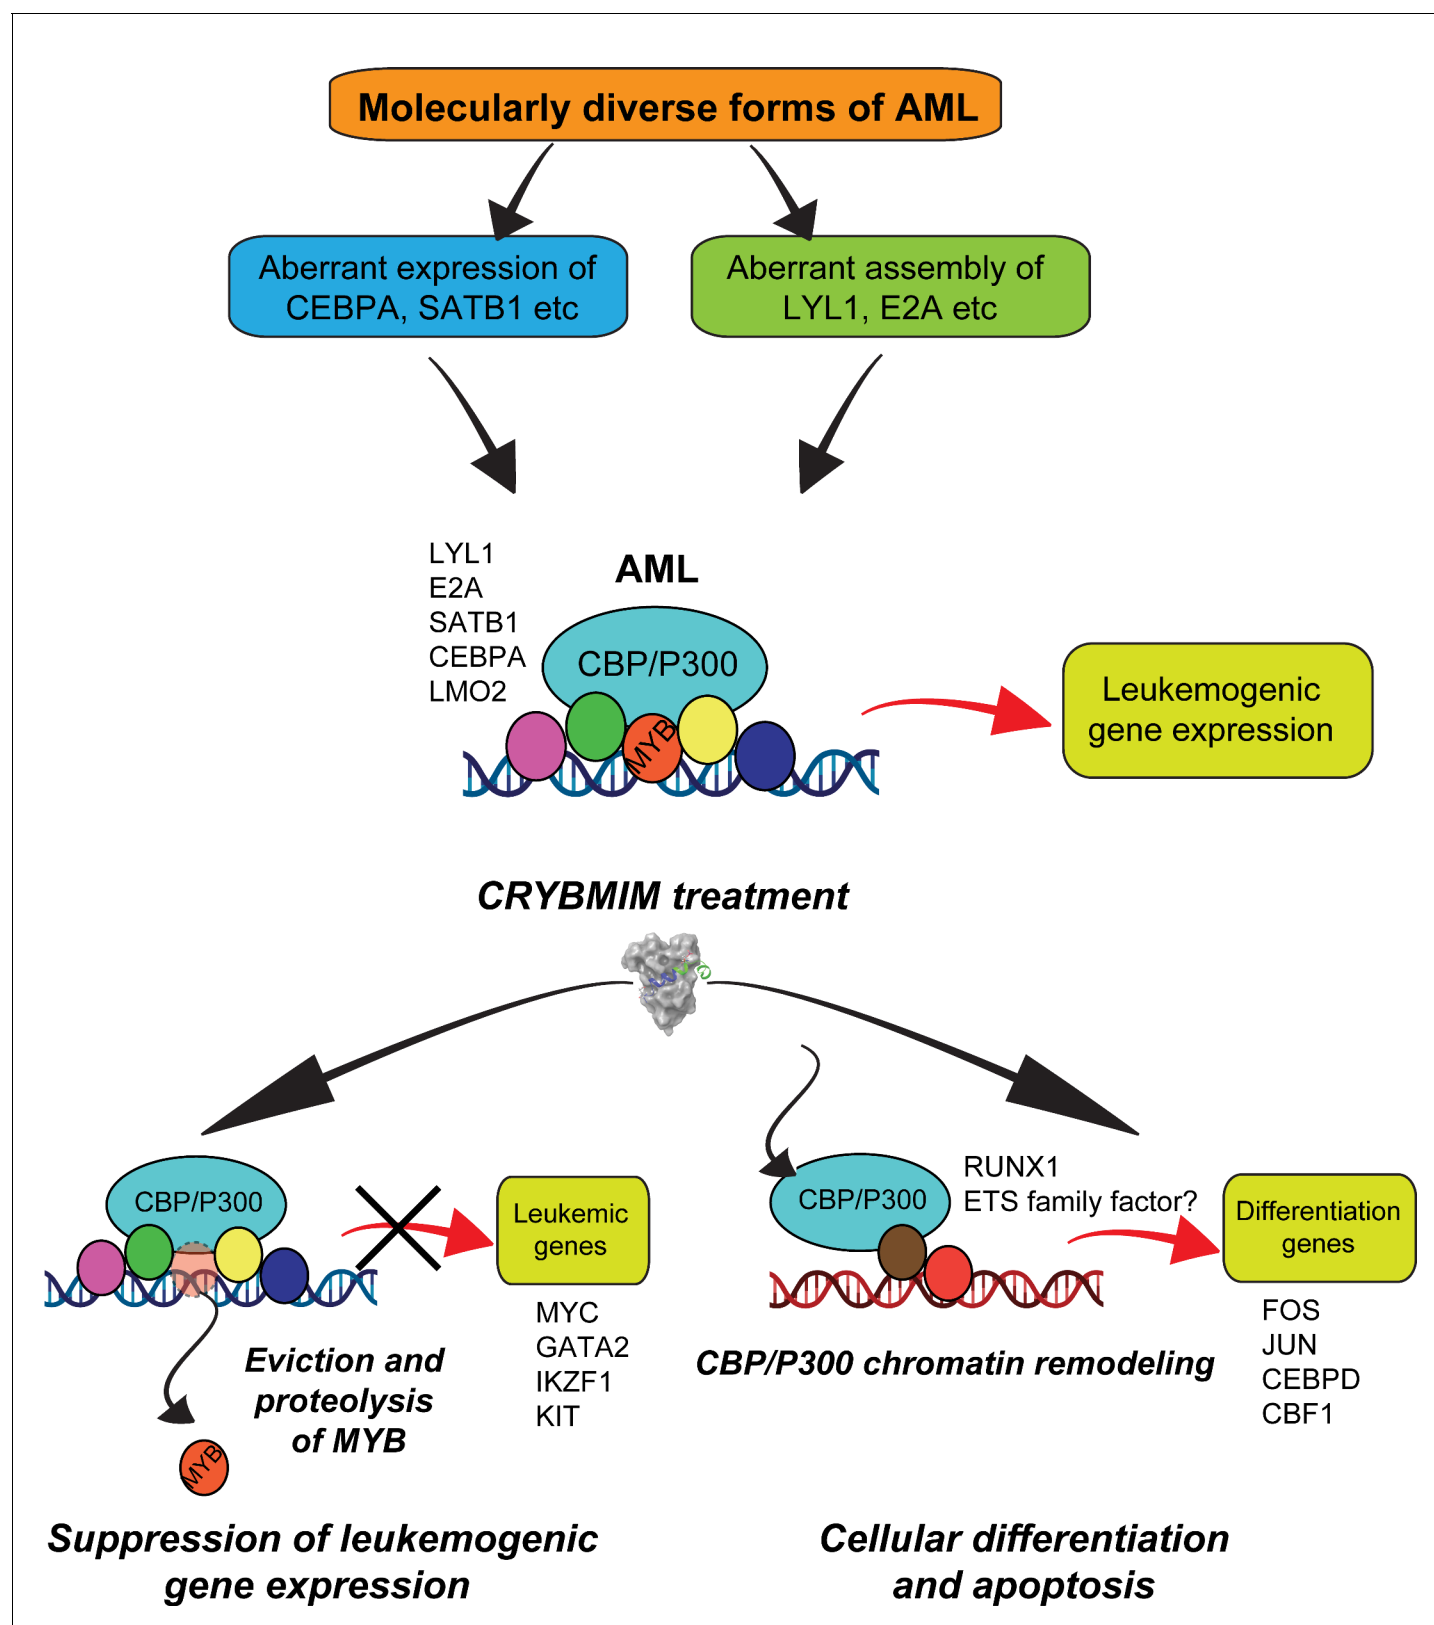 Molecularly diverse forms of AML
Aberrant expression of
CEBPA, SATB1 etc
Aberrant assembly of
LYL1, E2A etc
LYL1
E2A
SATB1
CEBPA
LMO2
AML
CBP/P300
MYB
Leukemogenic
gene expression
CRYBMIM treatment
CBP/P300
Leukemic
genes
MYC
GATA2
IKZF1
KIT
Eviction and
proteolysis
of MYB
MYB
Suppression of leukemogenic
gene expression
CBP/P300
RUNX1
ETS family factor?
Differentiation
genes
FOS
JUN
CEBPD
CBF1
CBP/P300 chromatin remodeling
Cellular differentiation
and apoptosis